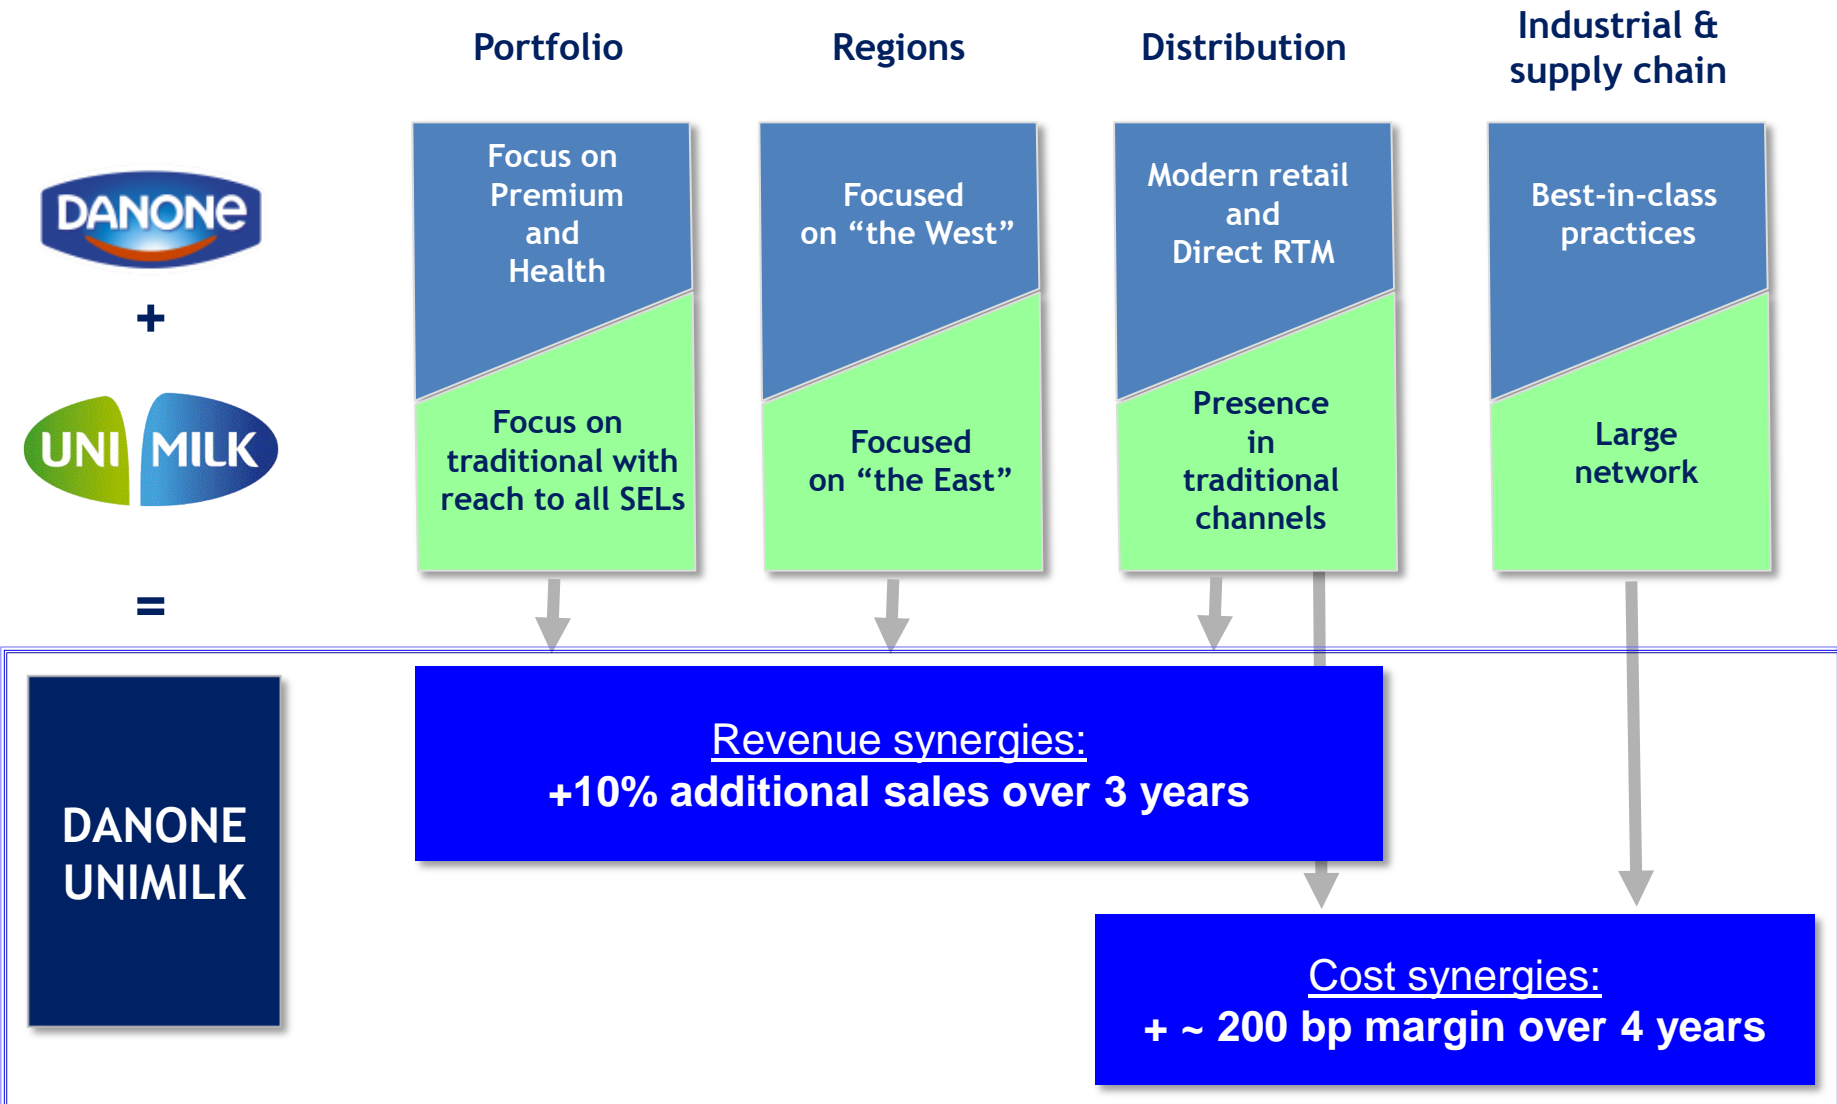 Portfolio
Regions
Distribution
Industrial &
supply chain
DANONE
Focus on
Premium
and
Health
Focused
on “the West”
Modern retail
and
Direct RTM
Best-in-class
practices
+
UNI MILK
Focus on
traditional with
reach to all SELs
Focused
on “the East”
Presence
in
traditional
channels
Large
network
=
DANONE
UNIMILK
Revenue synergies:
+10% additional sales over 3 years
Cost synergies:
+ ~ 200 bp margin over 4 years